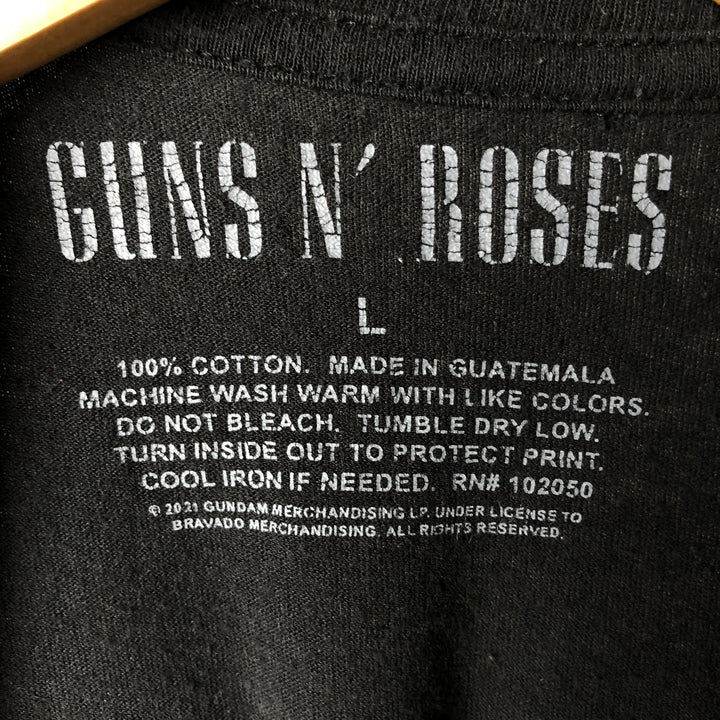 GUNS N' ROSES
L
100% COTTON. MADE IN GUATEMALA
MACHINE WASH WARM WITH LIKE COLORS.
DO NOT BLEACH. TUMBLE DRY LOW.
TURN INSIDE OUT TO PROTECT PRINT.
COOL IRON IF NEEDED. RN# 102050
© 2021 GUNDAM MERCHANDISING LP. UNDER LICENSE TO
BRAVADO MERCHANDISING. ALL RIGHTS RESERVED.